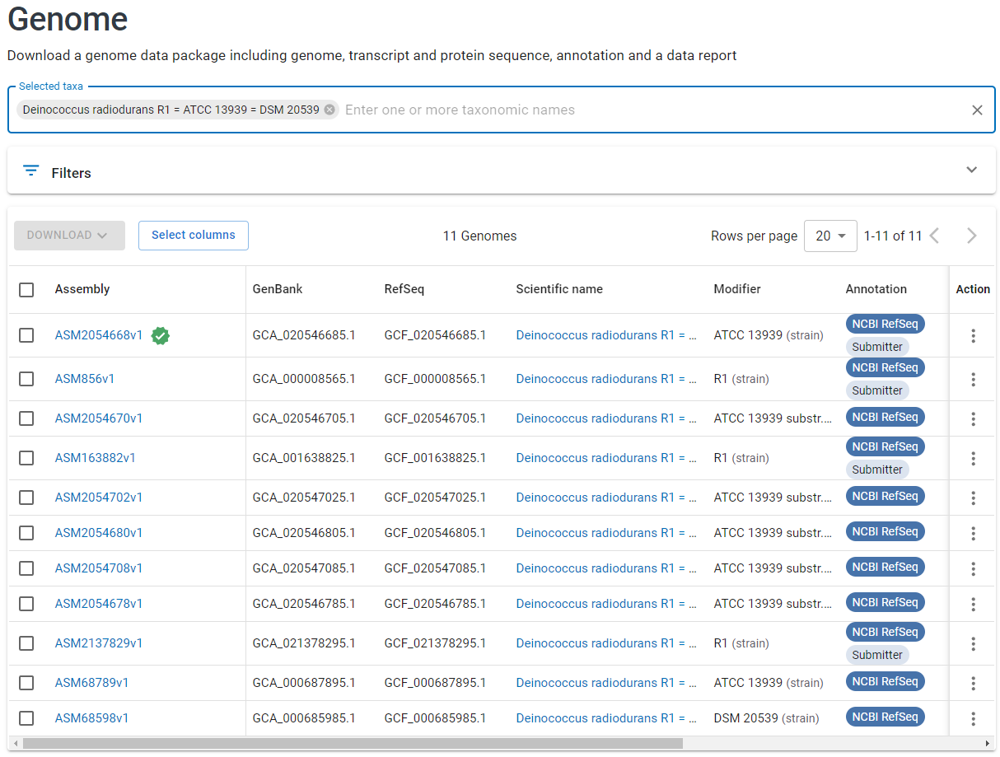 Genome
Download a genome data package including genome, transcript and protein sequence, annotation and a data report
Selected taxa
Deinococcus radiodurans R1 = ATCC 13939 = DSM 20539 Enter one or more taxonomic names
Filters
DOWNLOAD Select columns 11 Genomes Rows per page 20 1-11 of 11
Assembly GenBank RefSeq Scientific name Modifier Annotation Action
ASM2054668v1 GCA_020546685.1 GCF_020546685.1 Deinococcus radiodurans R1 = ... ATCC 13939 (strain) NCBI RefSeq
Submitter
ASM856v1 GCA_000008565.1 GCF_000008565.1 Deinococcus radiodurans R1 = ... R1 (strain) NCBI RefSeq
Submitter
ASM2054670v1 GCA_020546705.1 GCF_020546705.1 Deinococcus radiodurans R1 = ... ATCC 13939 substr.... NCBI RefSeq
ASM163882v1 GCA_001638825.1 GCF_001638825.1 Deinococcus radiodurans R1 = ... R1 (strain) NCBI RefSeq
Submitter
ASM2054702v1 GCA_020547025.1 GCF_020547025.1 Deinococcus radiodurans R1 = ... ATCC 13939 substr.... NCBI RefSeq
ASM2054680v1 GCA_020546805.1 GCF_020546805.1 Deinococcus radiodurans R1 = ... ATCC 13939 substr.... NCBI RefSeq
ASM2054708v1 GCA_020547085.1 GCF_020547085.1 Deinococcus radiodurans R1 = ... ATCC 13939 substr.... NCBI RefSeq
ASM2054678v1 GCA_020546785.1 GCF_020546785.1 Deinococcus radiodurans R1 = ... ATCC 13939 substr.... NCBI RefSeq
ASM2137829v1 GCA_021378295.1 GCF_021378295.1 Deinococcus radiodurans R1 = ... R1 (strain) NCBI RefSeq
Submitter
ASM68789v1 GCA_000687895.1 GCF_000687895.1 Deinococcus radiodurans R1 = ... ATCC 13939 (strain) NCBI RefSeq
ASM68598v1 GCA_000685985.1 GCF_000685985.1 Deinococcus radiodurans R1 = ... DSM 20539 (strain) NCBI RefSeq